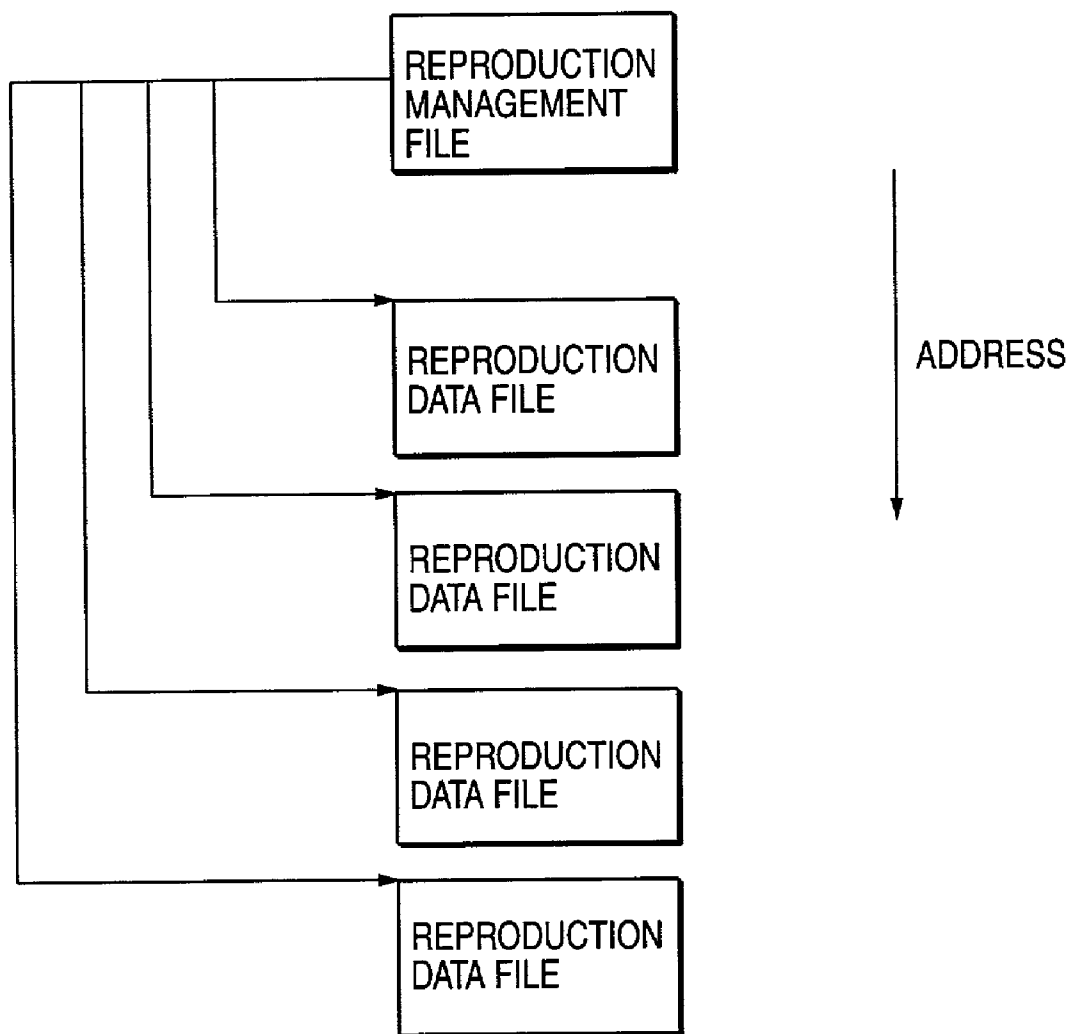 REPRODUCTION
MANAGEMENT
FILE
REPRODUCTION
DATA FILE
ADDRESS
REPRODUCTION
DATA FILE
REPRODUCTION
DATA FILE
REPRODUCTION
DATA FILE